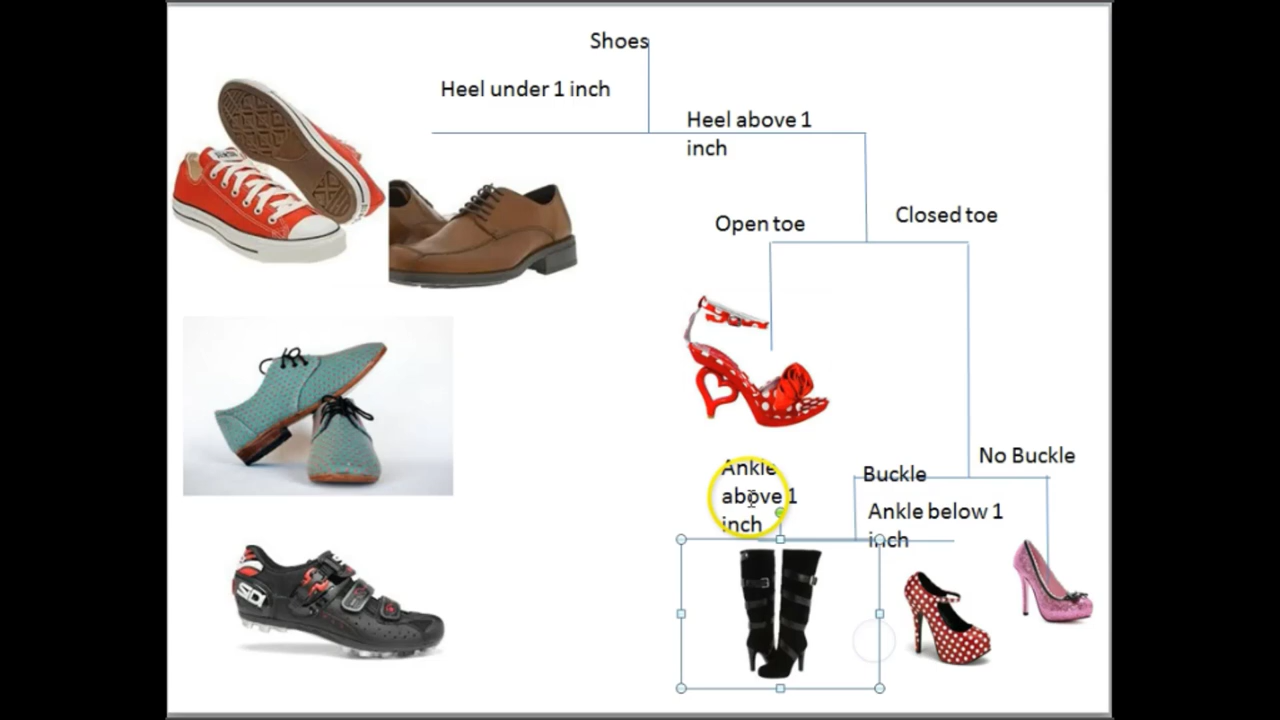 Shoes
Heel under 1 inch
Heel above 1
inch
Closed toe
Open toe
No Buckle
Ankle
above 1
inch
Buckle
Ankle below 1
inch
SIDI